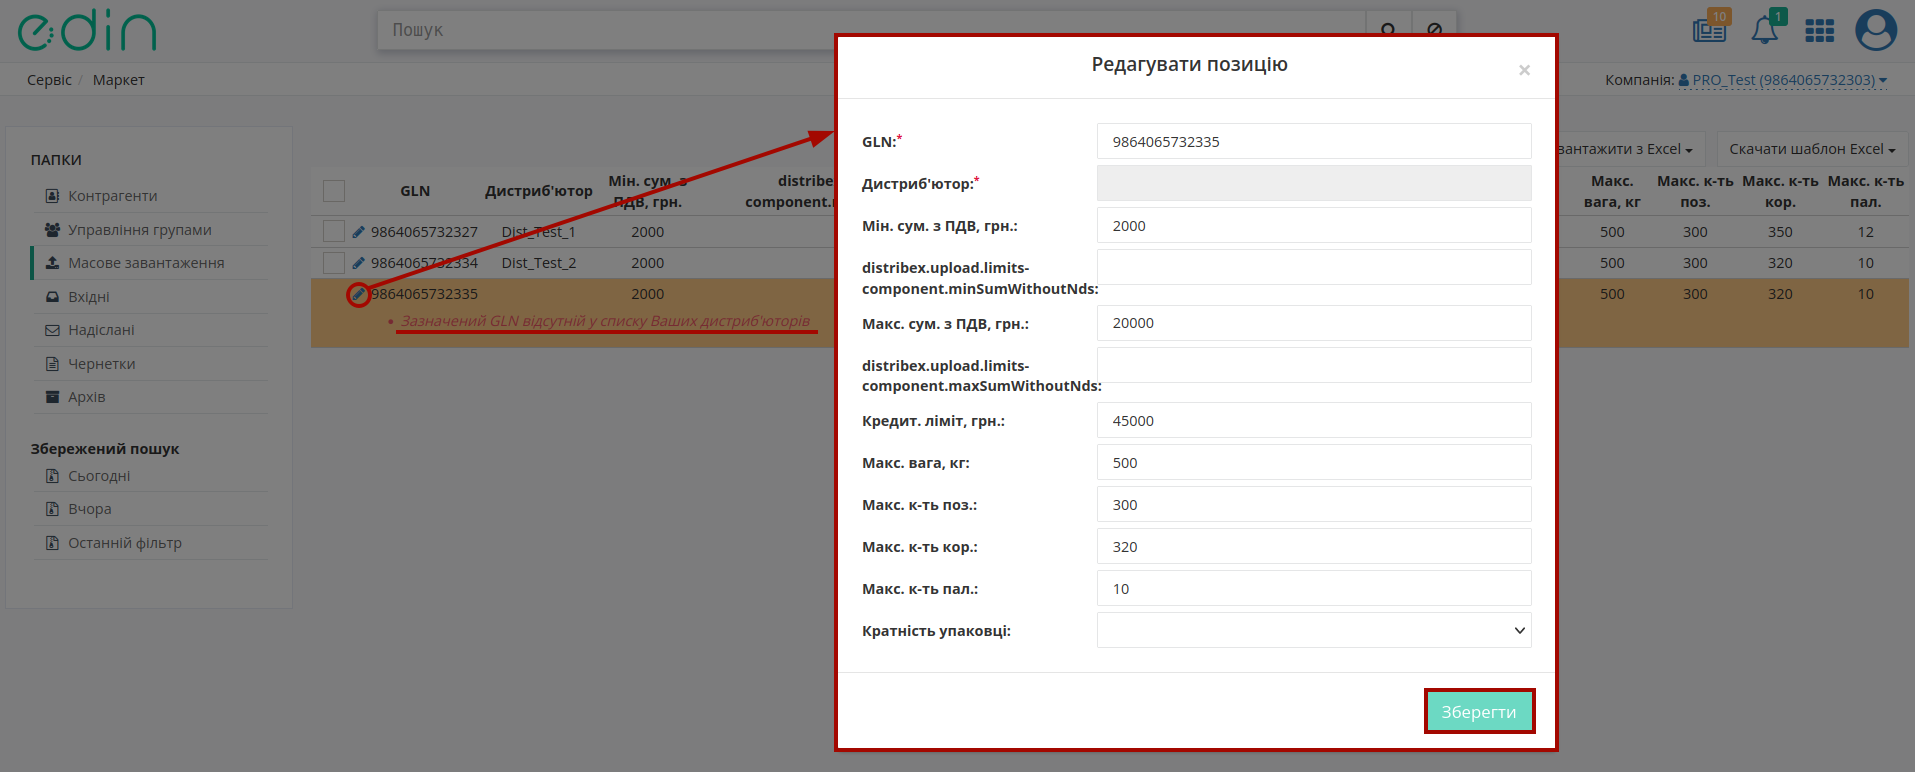 edin
Пошук
10
1
Сервіс / Маркет
Компанія: PRO_Test (9864065732303)
ПАПКИ
Контрагенти
Управління групами
Масове завантаження
Вхідні
Надіслані
Чернетки
Архів
Збережений пошук
Сьогодні
Вчора
Останній фільтр
вантажити з Excel
Скачати шаблон Excel
GLN Дистриб'ютор Мін. сум. з ПДВ, грн. distribe component. Макс. вага, кг Макс. к-ть поз. Макс. к-ть кор. Макс. к-ть пал.
9864065732327 Dist_Test_1 2000 500 300 350 12
9864065732334 Dist_Test_2 2000 500 300 320 10
9864065732335 2000 500 300 320 10
• Зазначений GLN відсутній у списку Ваших дистриб'юторів
Редагувати позицію
×
GLN:* 9864065732335
Дистриб'ютор:*
Мін. сум. з ПДВ, грн.: 2000
distribex.upload.limits-
component.minSumWithoutNds:
Макс. сум. з ПДВ, грн.: 20000
distribex.upload.limits-
component.maxSumWithoutNds:
Кредит. ліміт, грн.: 45000
Макс. вага, кг: 500
Макс. к-ть поз.: 300
Макс. к-ть кор.: 320
Макс. к-ть пал.: 10
Кратність упаковці:
Зберегти